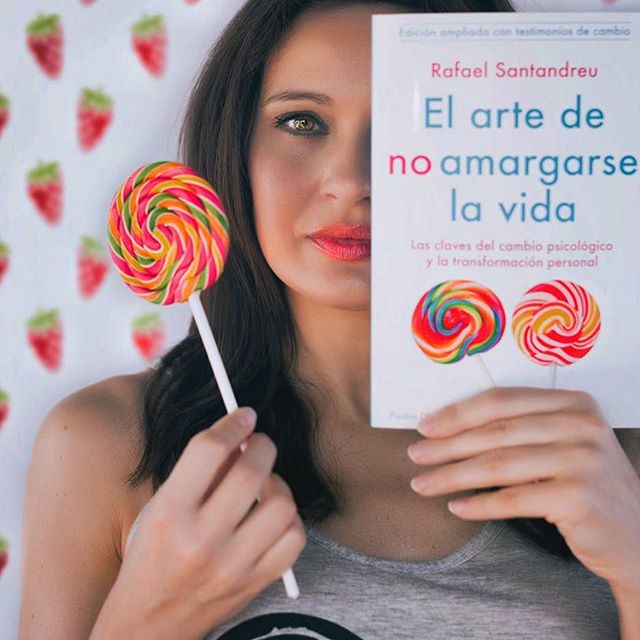 Edición ampliada con testimonios de cambio
Rafael Santandreu
El arte de
no amargarse
la vida
Las claves del cambio psicológico
y la transformación personal